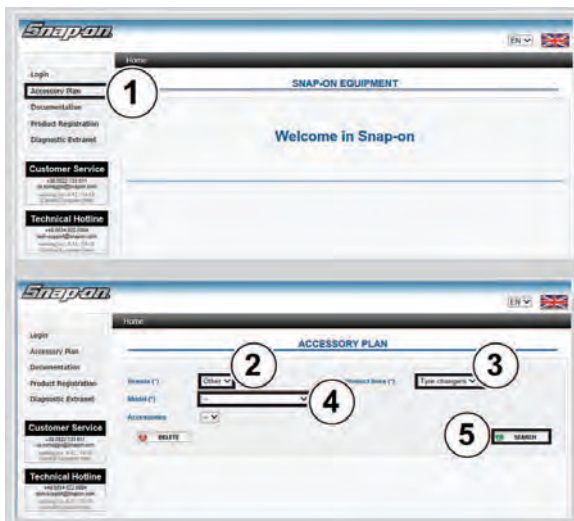 Snap-on
EN
Home
Login
Accessory Plan
1
SNAP-ON EQUIPMENT
Documentation
Product Registration
Diagnostic Extranet
Welcome in Snap-on
Customer Service
Technical Hotline
Snap-on
EN
Home
Login
ACCESSORY PLAN
Accessory Plan
2
3
Documentation
Product Registration
Brands (*)
Other
(*)
Tyre changers
Diagnostic Extranet
Model (*)
--
4
Accessories
--
Customer Service
DELETE
5
SEARCH
Technical Hotline